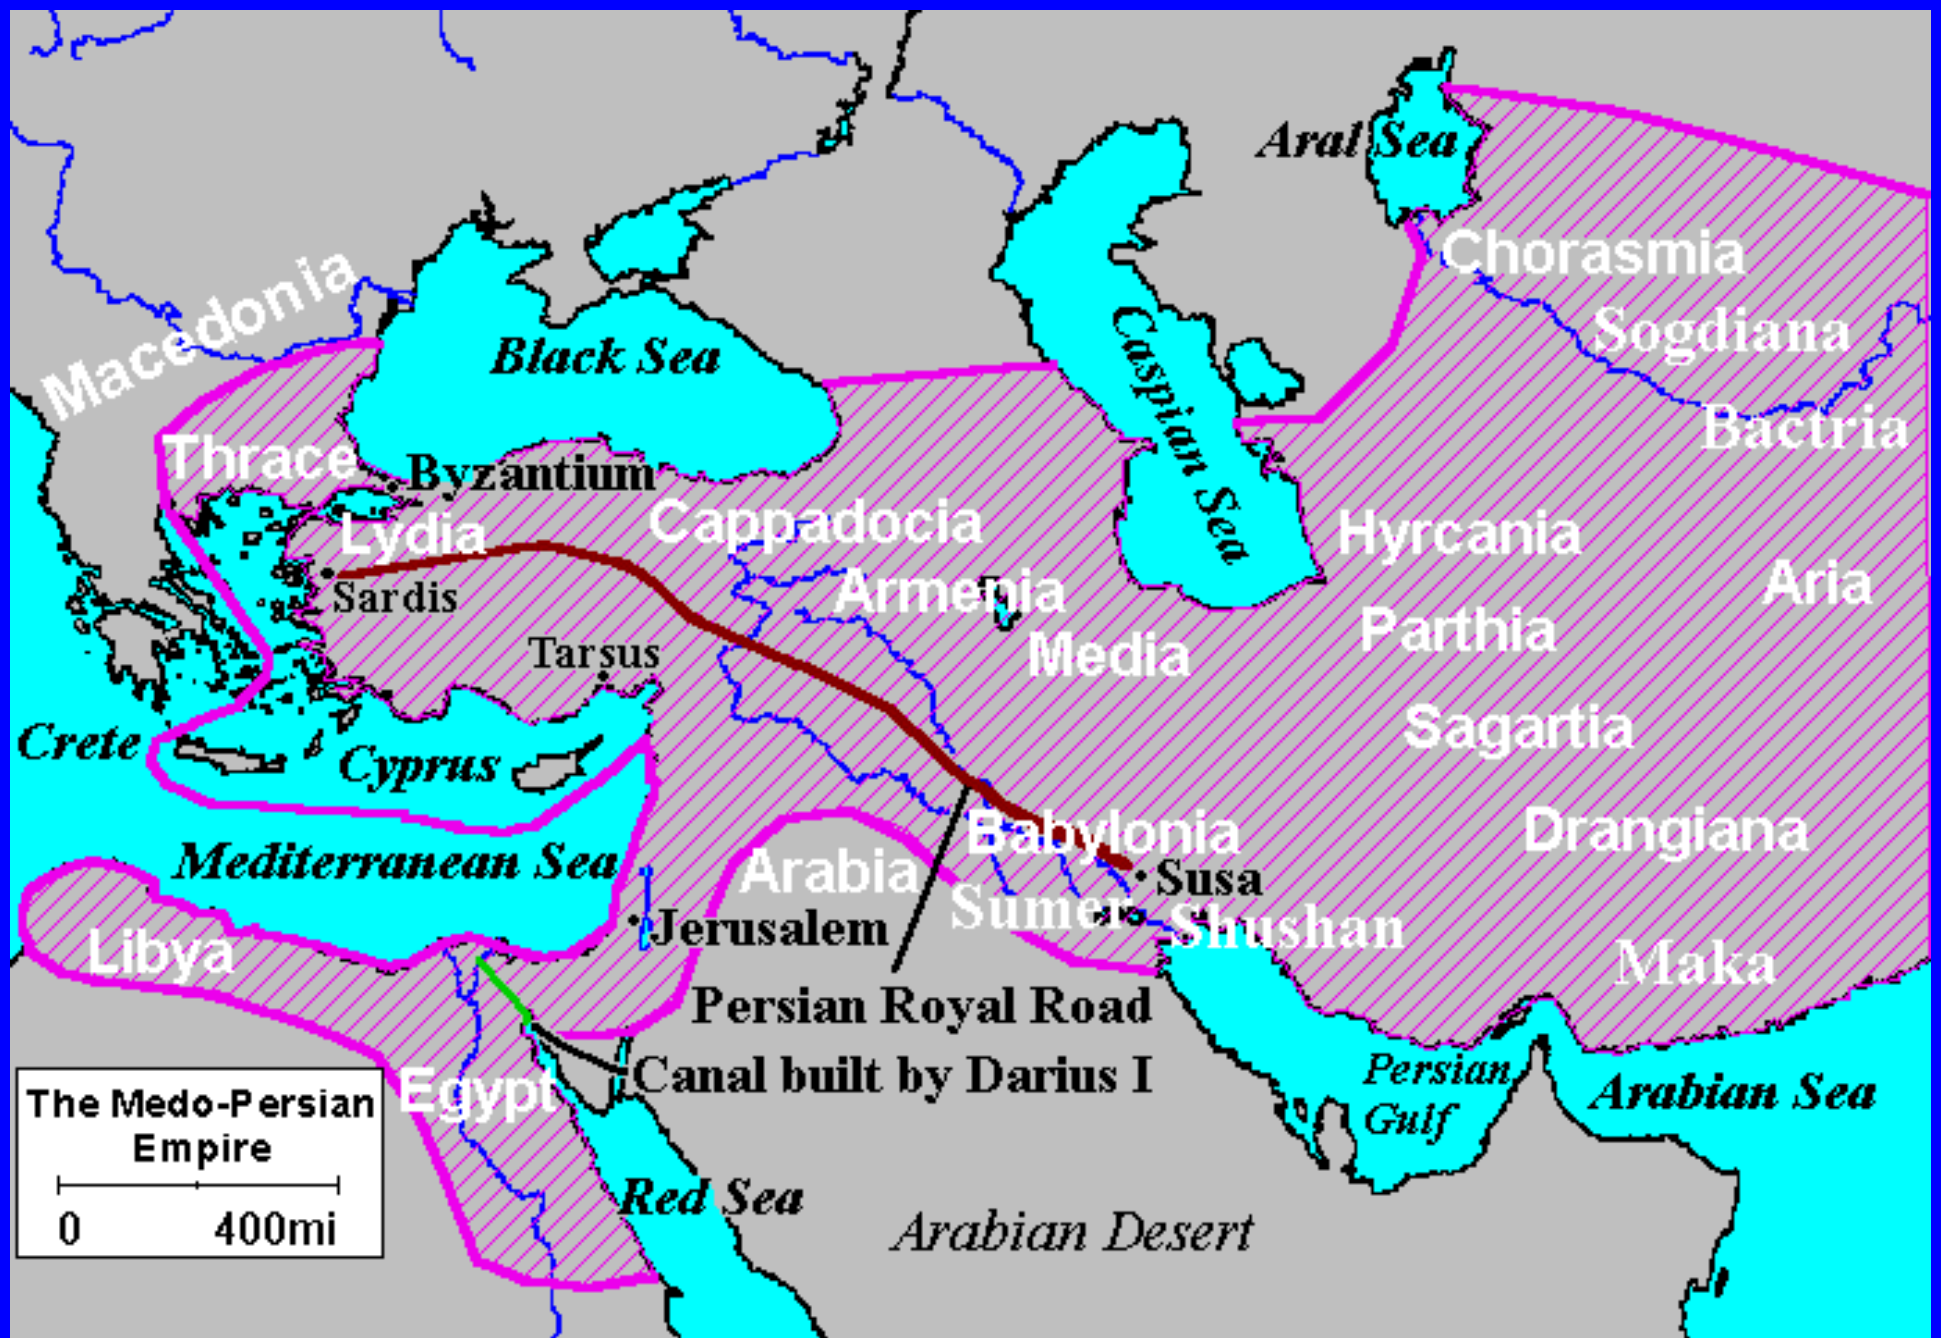 Aral Sea
Chorasmia
Macedonia
Sogdiana
Black Sea
Caspian Sea
Bactria
Thrace
Byzantium
Lydia
Cappadocia
Hyrcania
Sardis
Armenia
Aria
Tarsus
Media
Parthia
Sagartia
Crete
Cyprus
Babylonia
Drangiana
Mediterranean Sea
Arabia
Susa
Sumer
Jerusalem
Shushan
Libya
Maka
Persian Royal Road
Canal built by Darius I
Persian
Gulf
Arabian Sea
Egypt
The Medo-Persian
Empire
0 400mi
Red Sea
Arabian Desert